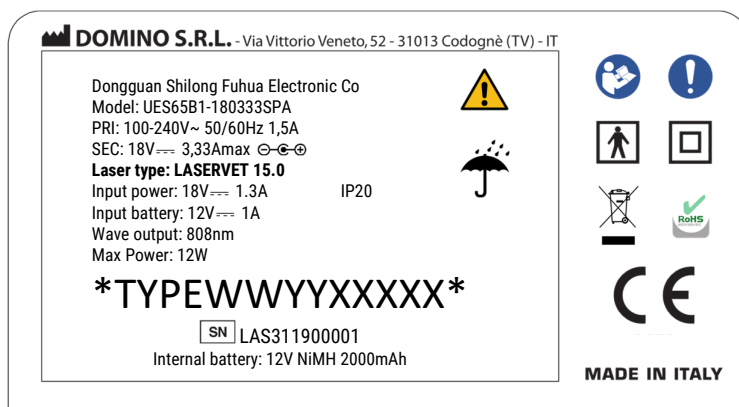 DOMINO S.R.L. - Via Vittorio Veneto, 52 - 31013 Codognè (TV) - IT
Dongguan Shilong Fuhua Electronic Co
Model: UES65B1-180333SPA
PRI: 100-240V~ 50/60Hz 1,5A
SEC: 18V⎓ 3,33Amax
Laser type: LASERVET 15.0
Input power: 18V⎓ 1.3A IP20
Input battery: 12V⎓ 1A
Wave output: 808nm
Max Power: 12W
*TYPEWWYYXXXXX*
SN LAS311900001
Internal battery: 12V NiMH 2000mAh
RoHS
CE
MADE IN ITALY